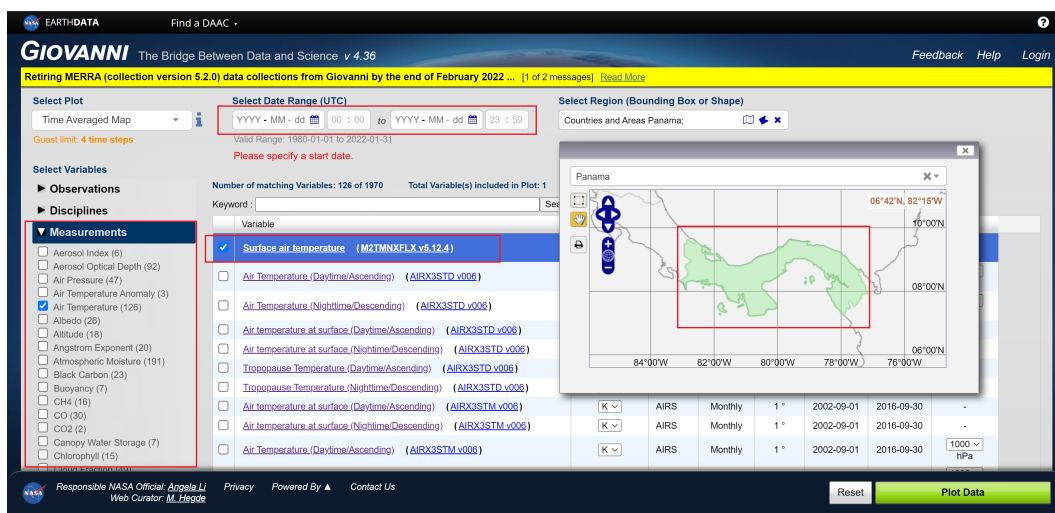 EARTHDATA Find a DAAC
GIOVANNI The Bridge Between Data and Science v 4.36 Feedback Help Login
Retiring MERRA (collection version 5.2.0) data collections from Giovanni by the end of February 2022 ... [1 of 2 messages] Read More
Select Plot
Time Averaged Map
Guest limit: 4 time steps
Select Date Range (UTC)
YYYY - MM - dd 00 : 00 to YYYY - MM - dd 23 : 59
Valid Range: 1980-01-01 to 2022-01-31
Please specify a start date.
Select Region (Bounding Box or Shape)
Countries and Areas Panama;
Select Variables
Observations
Disciplines
Measurements
Aerosol Index (6)
Aerosol Optical Depth (92)
Air Pressure (47)
Air Temperature Anomaly (3)
Air Temperature (126)
Albedo (26)
Altitude (18)
Angstrom Exponent (20)
Atmospheric Moisture (191)
Black Carbon (23)
Buoyancy (7)
CH4 (16)
CO (30)
CO2 (2)
Canopy Water Storage (7)
Chlorophyll (15)
Cloud Fraction (49)
Number of matching Variables: 126 of 1970 Total Variable(s) included in Plot: 1
Keyword :
Variable
Surface air temperature (M2TMNXFLX v5.12.4)
Air Temperature (Daytime/Ascending) (AIRX3STD v006)
Air Temperature (Nighttime/Descending) (AIRX3STD v006)
Air temperature at surface (Daytime/Ascending) (AIRX3STD v006)
Air temperature at surface (Nightime/Descending) (AIRX3STD v006)
Tropopause Temperature (Daytime/Ascending) (AIRX3STD v006)
Tropopause Temperature (Nighttime/Descending) (AIRX3STD v006)
Air temperature at surface (Daytime/Ascending) (AIRX3STM v006) K AIRS Monthly 1 ° 2002-09-01 2016-09-30 -
Air temperature at surface (Nightime/Descending) (AIRX3STM v006) K AIRS Monthly 1 ° 2002-09-01 2016-09-30 -
Air Temperature (Daytime/Ascending) (AIRX3STM v006) K AIRS Monthly 1 ° 2002-09-01 2016-09-30 1000 hPa
Panama
06°42'N, 82°15'W
10°00'N
08°00'N
06°00'N
84°00'W 82°00'W 80°00'W 78°00'W 76°00'W
NASA Responsible NASA Official: Angela Li Privacy Powered By ▲ Contact Us
Web Curator: M. Hegde
Reset Plot Data